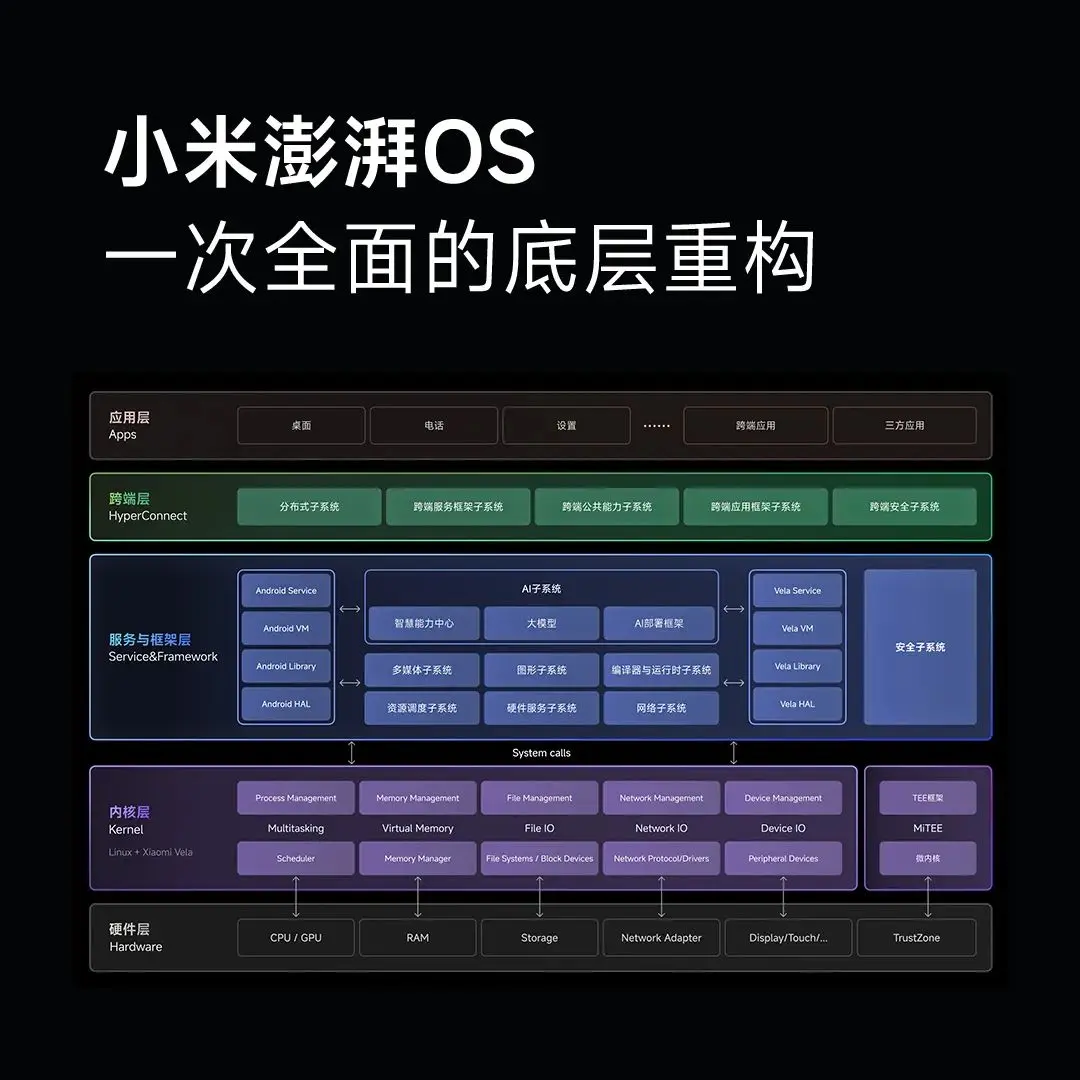 小米澎湃OS
一次全面的底层重构
应用层
Apps
桌面
电话
设置
......
跨端应用
三方应用
跨端层
HyperConnect
分布式子系统
跨端服务框架子系统
跨端公共能力子系统
跨端应用框架子系统
跨端安全子系统
服务与框架层
Service&Framework
Android Service
Android VM
Android Library
Android HAL
AI子系统
智慧能力中心
大模型
AI部署框架
多媒体子系统
图形子系统
编译器与运行时子系统
资源调度子系统
硬件服务子系统
网络子系统
Vela Service
Vela VM
Vela Library
Vela HAL
安全子系统
System calls
内核层
Kernel
Linux + Xiaomi Vela
Process Management
Memory Management
File Management
Network Management
Device Management
Multitasking
Virtual Memory
File IO
Network IO
Device IO
Scheduler
Memory Manager
File Systems / Block Devices
Network Protocol/Drivers
Peripheral Devices
TEE框架
MiTEE
微内核
硬件层
Hardware
CPU / GPU
RAM
Storage
Network Adapter
Display/Touch/...
TrustZone